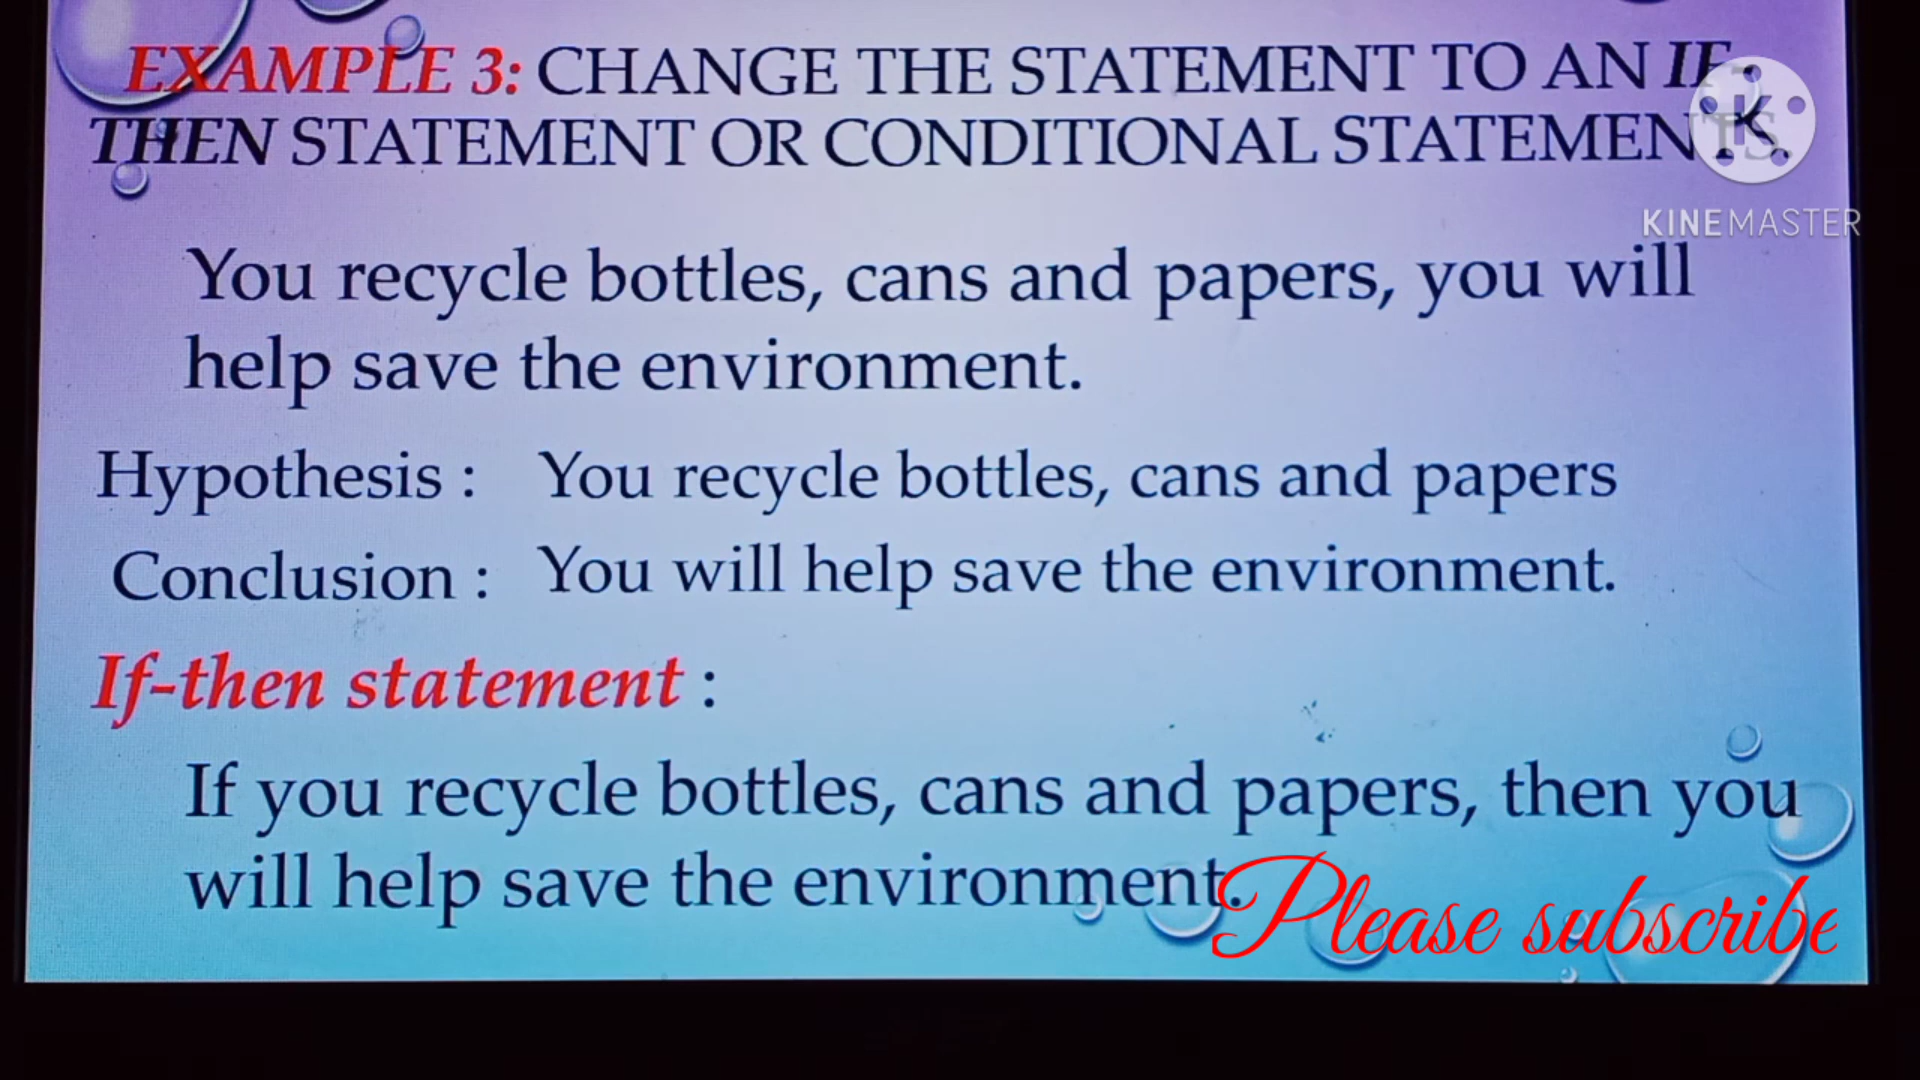 EXAMPLE 3: CHANGE THE STATEMENT TO AN IF-
THEN STATEMENT OR CONDITIONAL STATEMENTS.
KINEMASTER
You recycle bottles, cans and papers, you will
help save the environment.
Hypothesis : You recycle bottles, cans and papers
Conclusion : You will help save the environment.
If-then statement :
If you recycle bottles, cans and papers, then you
will help save the environment.
Please subscribe